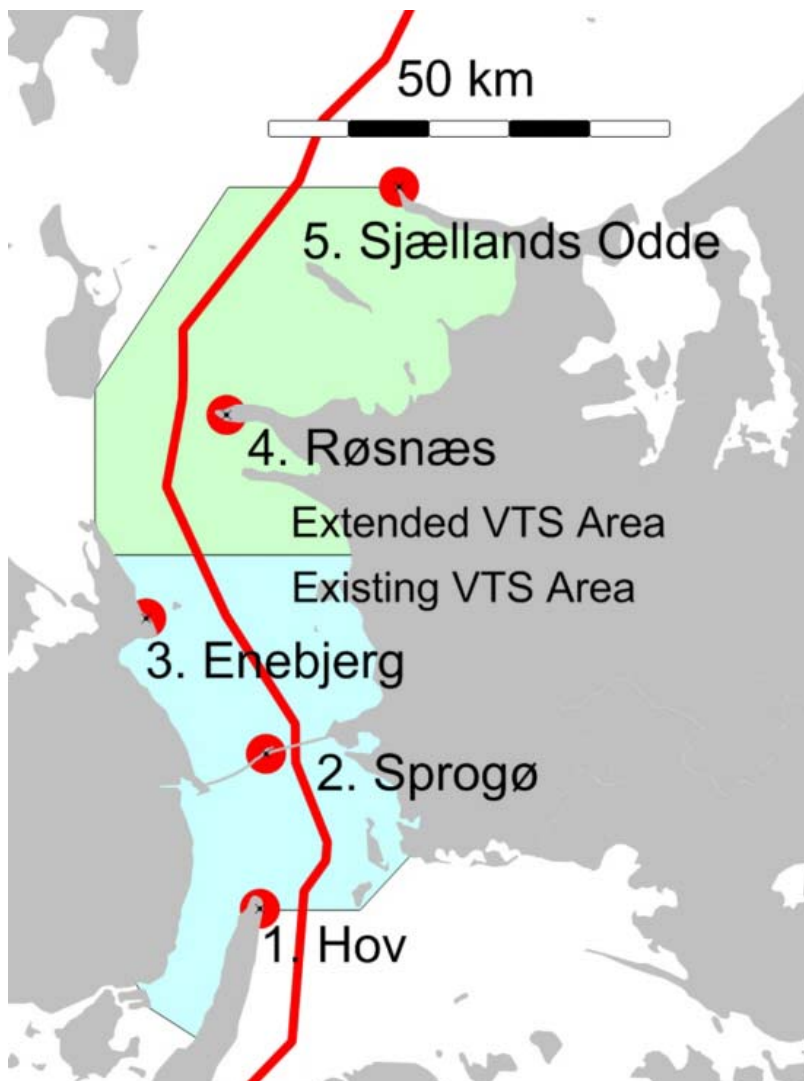 50 km
5. Sjællands Odde
4. Røsnæs
Extended VTS Area
Existing VTS Area
3. Enebjerg
2. Sprogø
1. Hov